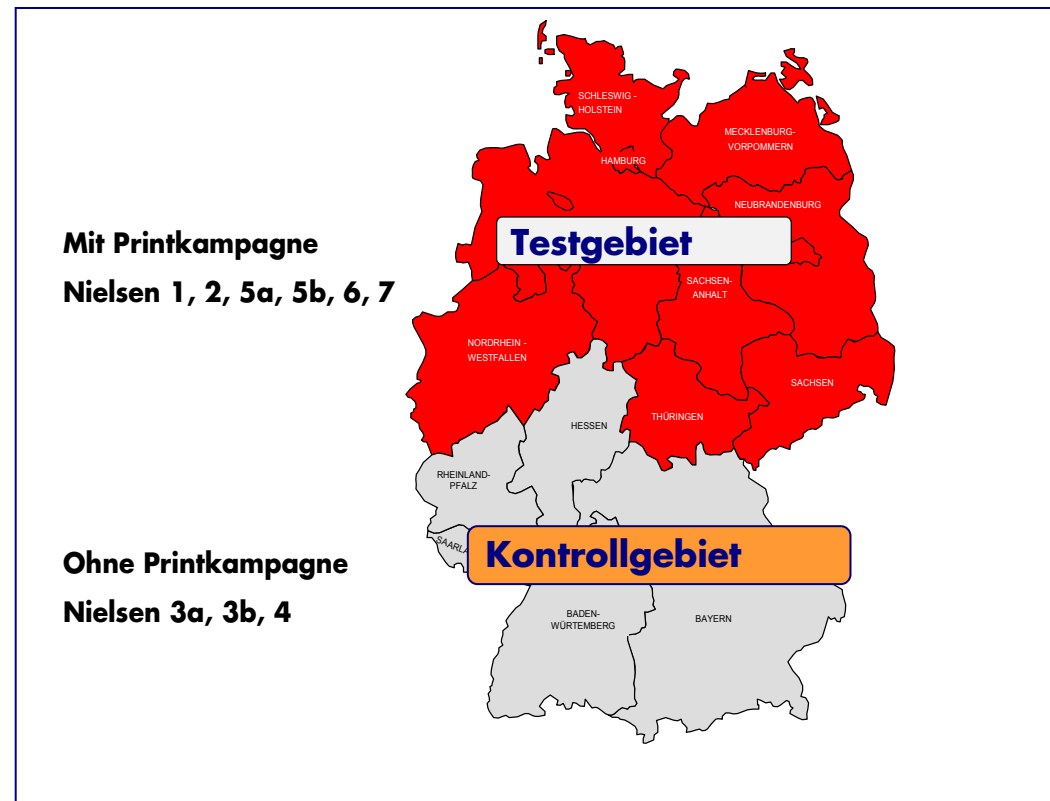 SCHLESWIG -
HOLSTEIN
MECKLENBURG-
VORPOMMERN
HAMBURG
NEUBRANDENBURG
Mit Printkampagne
Nielsen 1, 2, 5a, 5b, 6, 7
Testgebiet
SACHSEN-
ANHALT
NORDRHEIN -
WESTFALLEN
SACHSEN
THÜRINGEN
HESSEN
RHEINLAND-
PFALZ
Ohne Printkampagne
Nielsen 3a, 3b, 4
SAARLA
Kontrollgebiet
BADEN-
WÜRTEMBERG
BAYERN